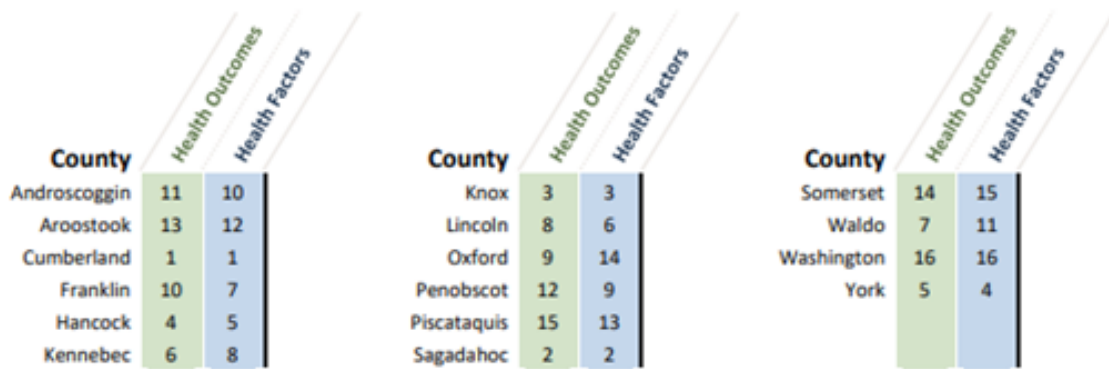 Health Outcomes
Health Factors
County
Androscoggin 11 10
Aroostook 13 12
Cumberland 1 1
Franklin 10 7
Hancock 4 5
Kennebec 6 8
Health Outcomes
Health Factors
County
Knox 3 3
Lincoln 8 6
Oxford 9 14
Penobscot 12 9
Piscataquis 15 13
Sagadahoc 2 2
Health Outcomes
Health Factors
County
Somerset 14 15
Waldo 7 11
Washington 16 16
York 5 4